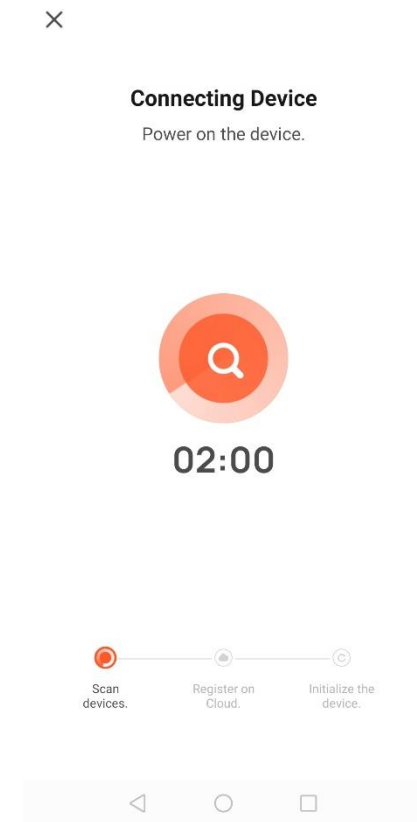 Connecting Device
Power on the device.
02:00
Scan
devices.
Register on
Cloud.
Initialize the
device.